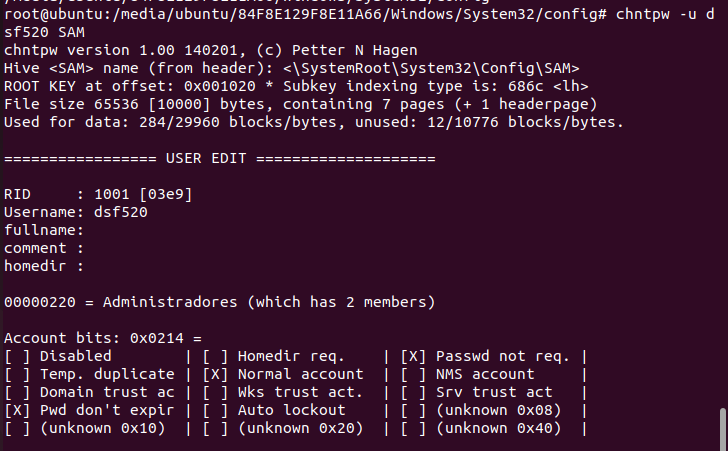 root@ubuntu:/media/ubuntu/84F8E129F8E11A66/Windows/System32/config# chntpw -u d
sf520 SAM
chntpw version 1.00 140201, (c) Petter N Hagen
Hive <SAM> name (from header): <\SystemRoot\System32\Config\SAM>
ROOT KEY at offset: 0x001020 * Subkey indexing type is: 686c <lh>
File size 65536 [10000] bytes, containing 7 pages (+ 1 headerpage)
Used for data: 284/29960 blocks/bytes, unused: 12/10776 blocks/bytes.
================= USER EDIT ====================
RID     : 1001 [03e9]
Username: dsf520
fullname:
comment :
homedir :
00000220 = Administradores (which has 2 members)
Account bits: 0x0214 =
[ ] Disabled        | [ ] Homedir req.    | [X] Passwd not req. |
[ ] Temp. duplicate | [X] Normal account  | [ ] NMS account     |
[ ] Domain trust ac | [ ] Wks trust act.  | [ ] Srv trust act   |
[X] Pwd don't expir | [ ] Auto lockout    | [ ] (unknown 0x08)  |
[ ] (unknown 0x10)  | [ ] (unknown 0x20)  | [ ] (unknown 0x40)  |